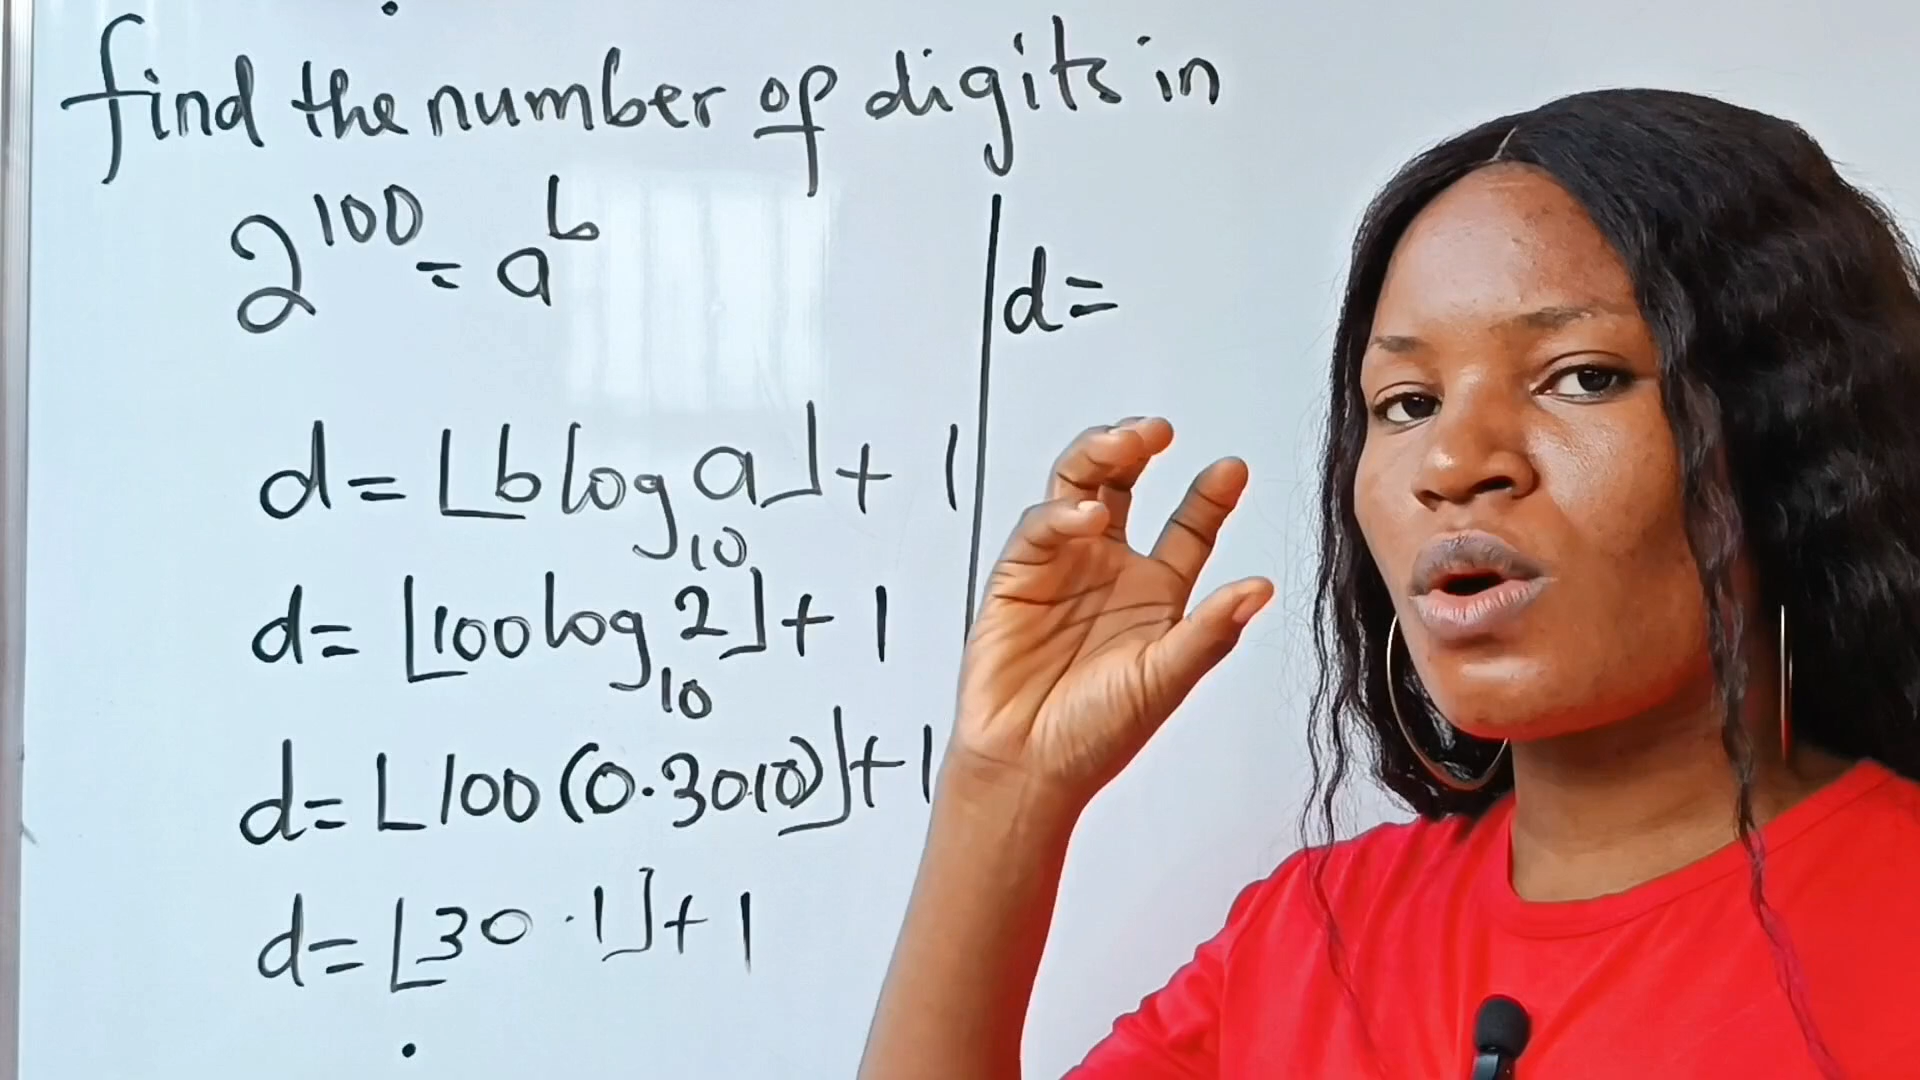 find the number of digits in
2^100 = a^b
d = ⌊b log₁₀ a⌋ + 1
d = ⌊100 log₁₀ 2⌋ + 1
d = ⌊100 (0.3010)⌋ + 1
d = ⌊30.1⌋ + 1
d =